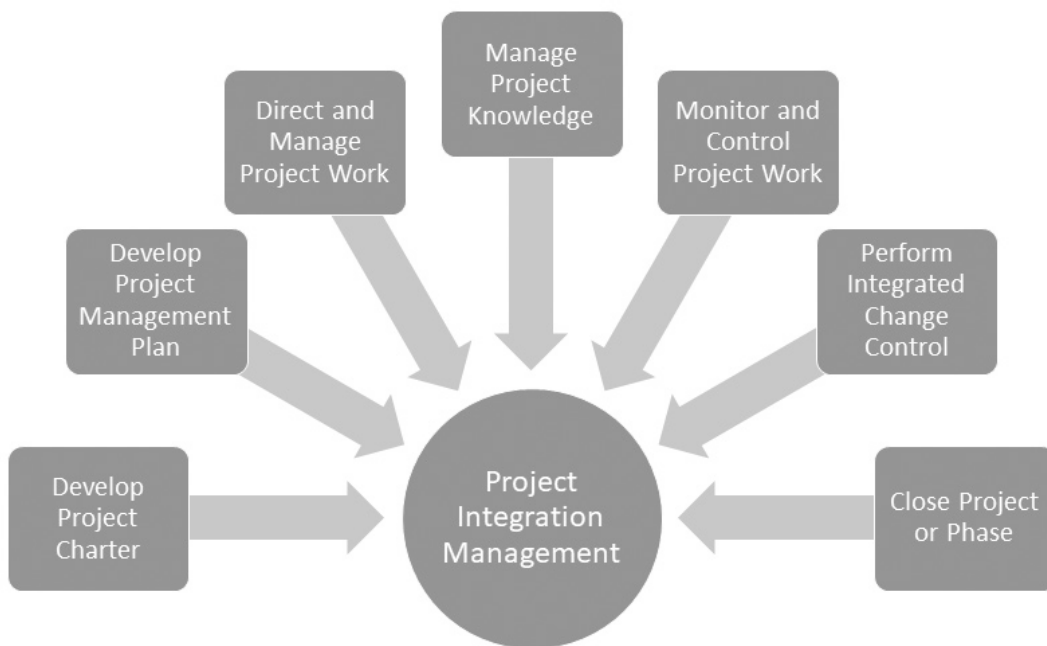 Develop
Project
Charter
Develop
Project
Management
Plan
Direct and
Manage
Project Work
Manage
Project
Knowledge
Monitor and
Control
Project Work
Perform
Integrated
Change
Control
Close Project
or Phase
Project
Integration
Management